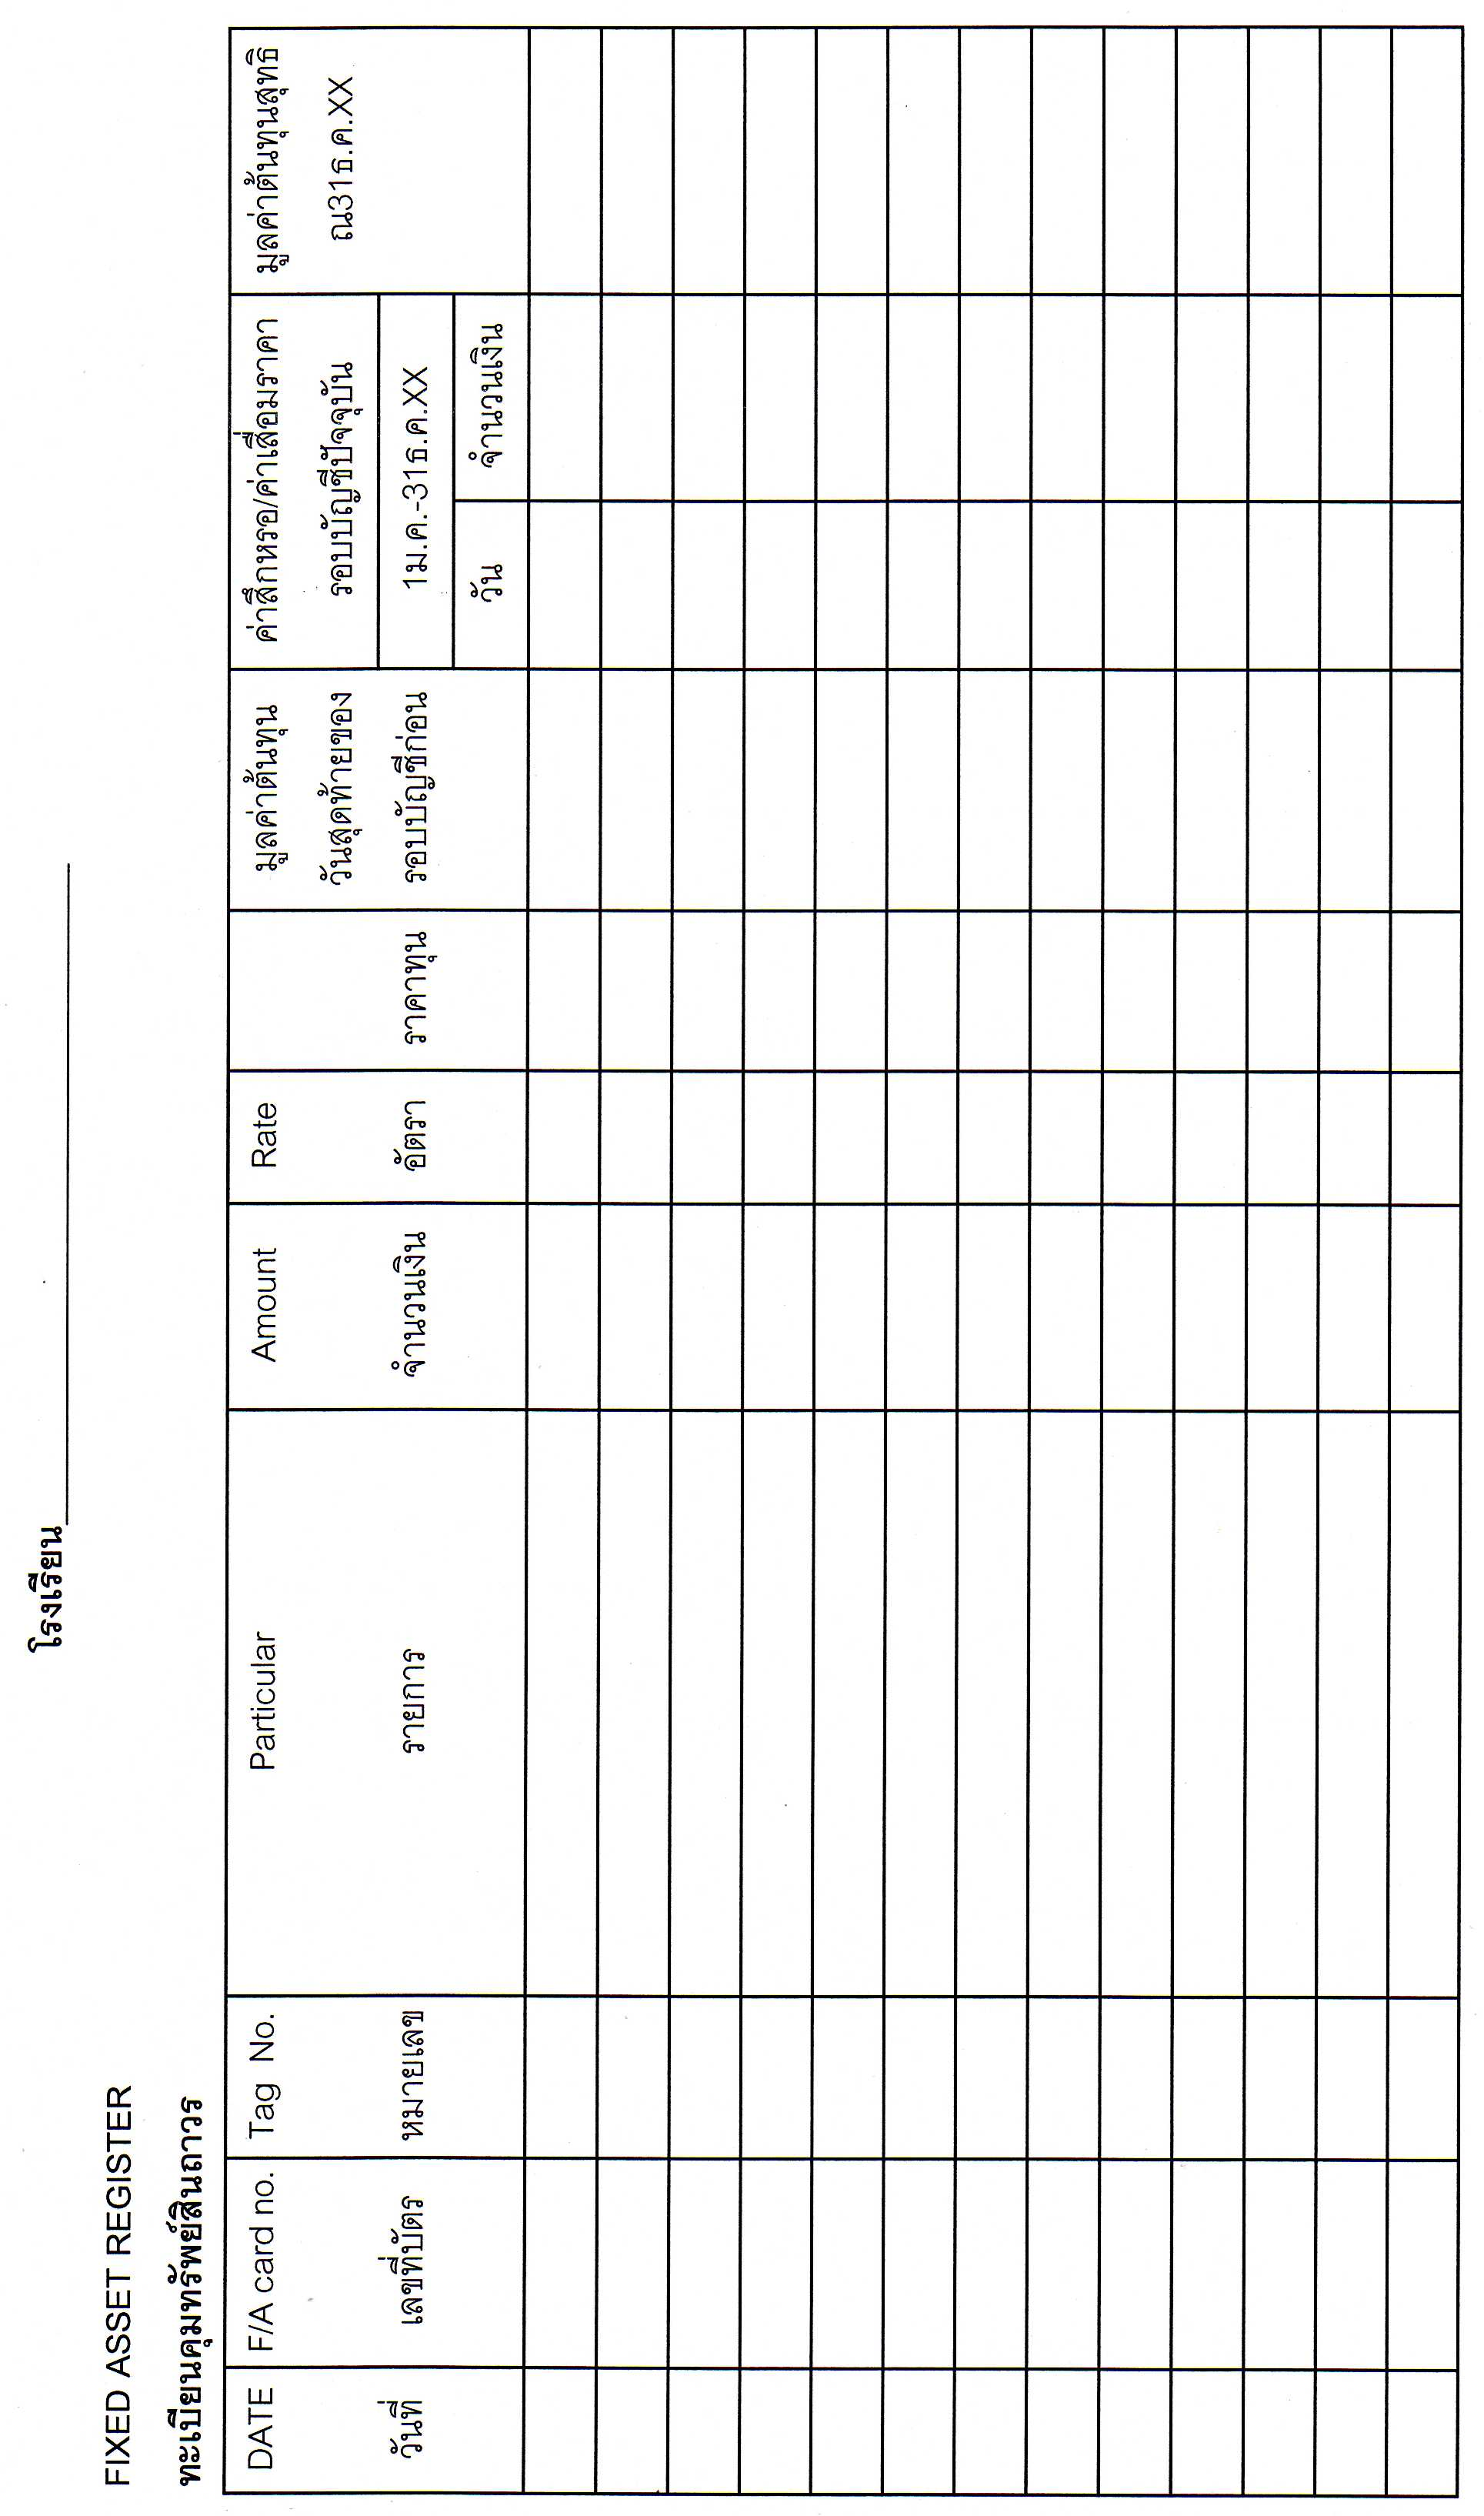 โรงเรียน
FIXED ASSET REGISTER
ทะเบียนคุมทรัพย์สินถาวร
DATE
วันที่
F/A card no.
เลขที่บัตร
Tag No.
หมายเลข
Particular
รายการ
Amount
จำนวนเงิน
Rate
อัตรา
ราคาทุน
มูลค่าต้นทุน
วันสุดท้ายของ
รอบบัญชีก่อน
ค่าสึกหรอ/ค่าเสื่อมราคา
รอบบัญชีปัจจุบัน
1ม.ค.-31ธ.ค.XX
วัน
จำนวนเงิน
มูลค่าต้นทุนสุทธิ
ณ31ธ.ค.XX